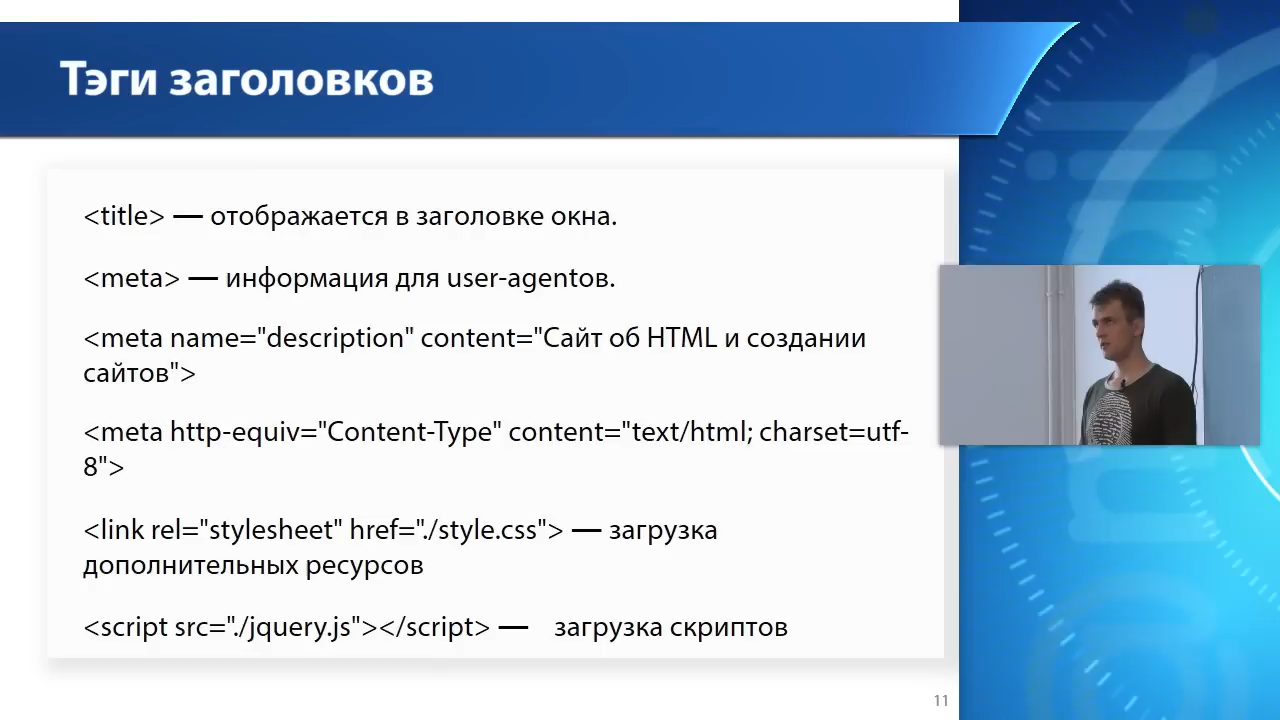 Тэги заголовков
<title> — отображается в заголовке окна.
<meta> — информация для user-agentов.
<meta name="description" content="Сайт об HTML и создании
сайтов">
<meta http-equiv="Content-Type" content="text/html; charset=utf-
8">
<link rel="stylesheet" href="./style.css"> — загрузка
дополнительных ресурсов
<script src="./jquery.js"></script> — загрузка скриптов
11